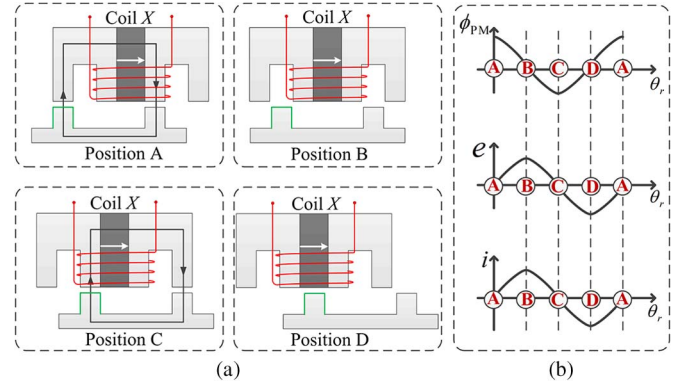 Coil X
Coil X
Position A
Position B
Coil X
Coil X
Position C
Position D
(a)
ϕPM
A B C D A
θr
e
A B C D A
θr
i
A B C D A
θr
(b)